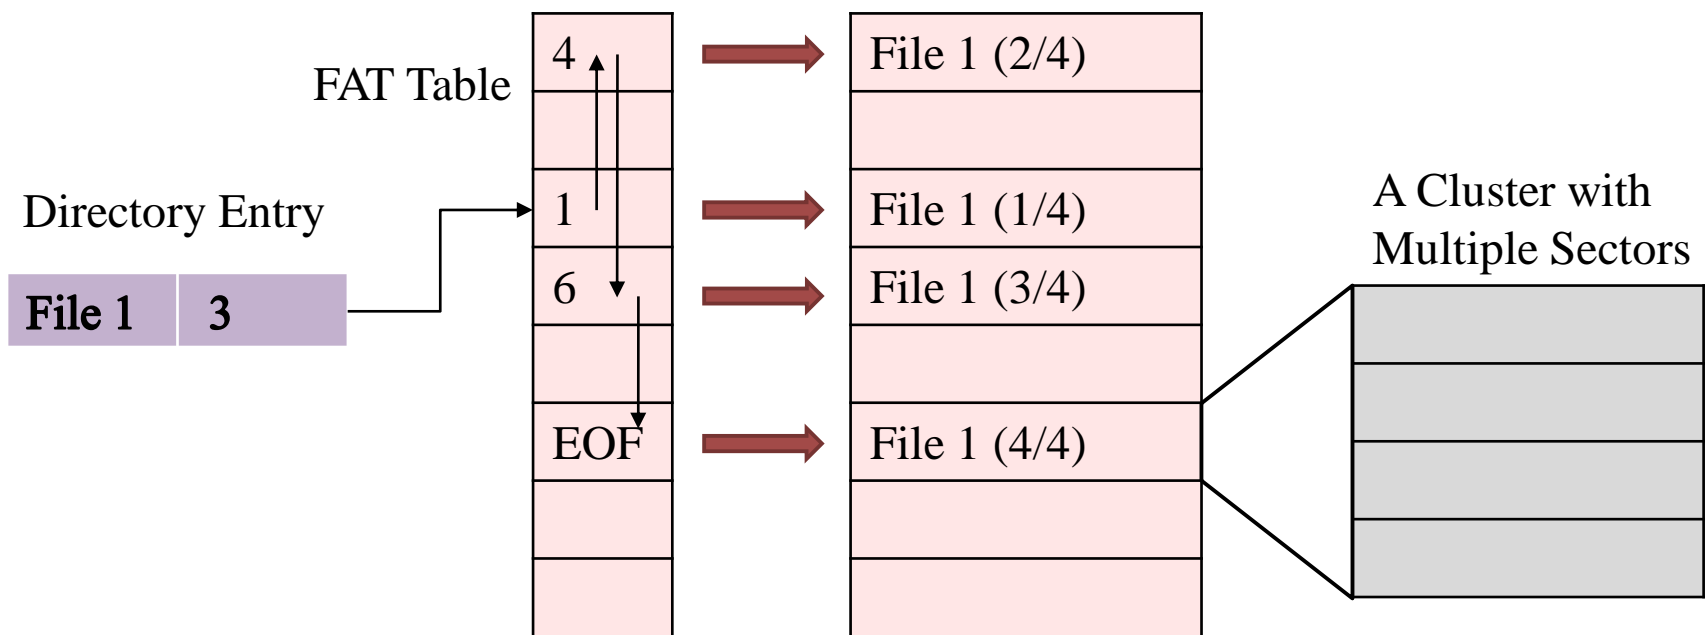 FAT Table
Directory Entry
File 1 3
4
1
6
EOF
File 1 (2/4)
File 1 (1/4)
File 1 (3/4)
File 1 (4/4)
A Cluster with
Multiple Sectors